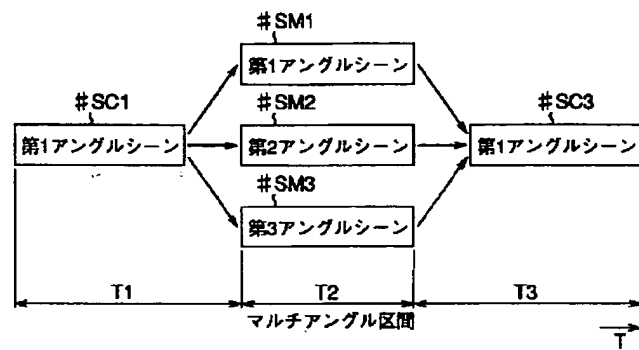 #SM1
第1アングルシーン
#SC1
#SM2
#SC3
第1アングルシーン
第2アングルシーン
第1アングルシーン
#SM3
第3アングルシーン
T1
T2
T3
マルチアングル区間
T